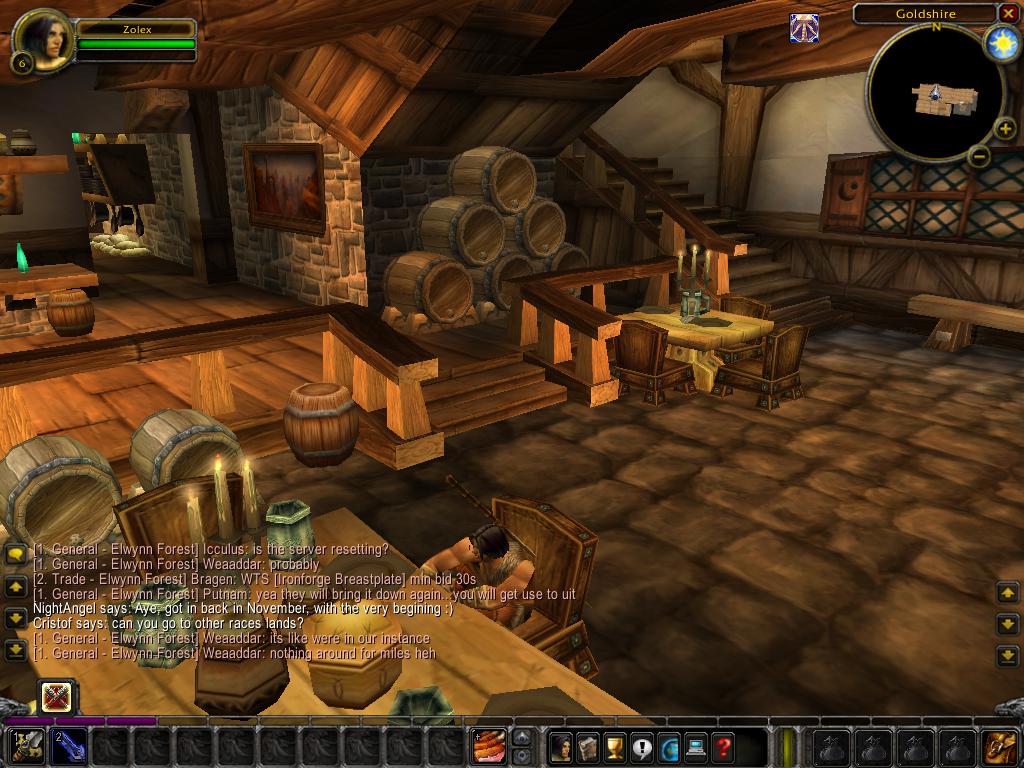 Zolex
6
Goldshire
N
[1. General - Elwynn Forest] Icculus: is the server resetting?
[1. General - Elwynn Forest] Weaaddar: probably
[2. Trade - Elwynn Forest] Bragen: WTS [Ironforge Breastplate] min bid 30s
[1. General - Elwynn Forest] Putnam: yea they will bring it down again...you will get use to uit
NightAngel says: Aye, got in back in November, with the very begining :)
Cristof says: can you go to other races lands?
[1. General - Elwynn Forest] Weaaddar: its like were in our instance
[1. General - Elwynn Forest] Weaaddar: nothing around for miles heh
1
2